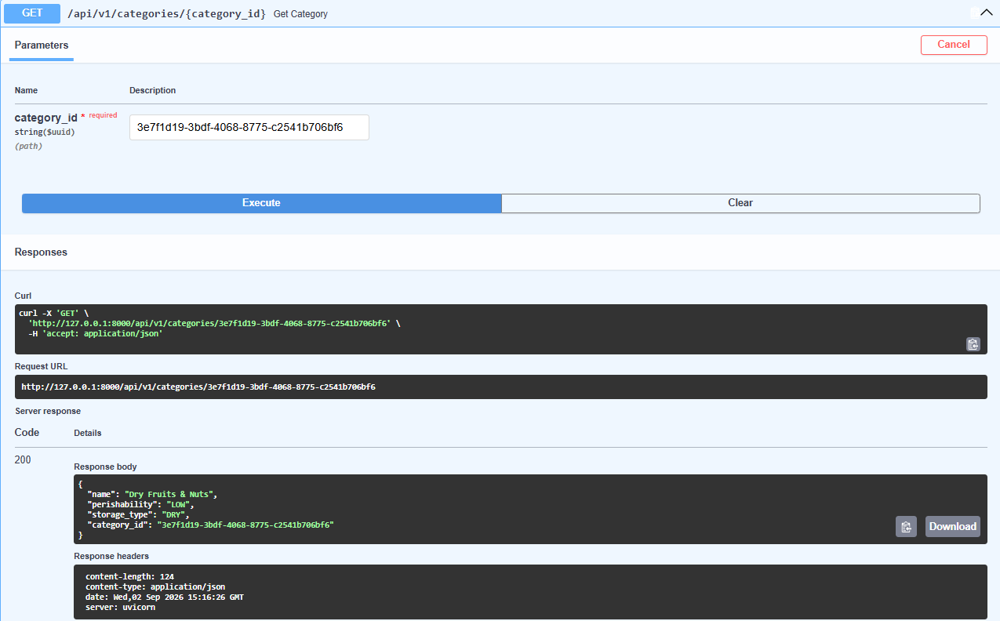 GET /api/v1/categories/{category_id} Get Category
Parameters
Cancel
Name Description
category_id * required
string($uuid)
(path)
3e7f1d19-3bdf-4068-8775-c2541b706bf6
Execute Clear
Responses
Curl
curl -X 'GET' \
  'http://127.0.0.1:8000/api/v1/categories/3e7f1d19-3bdf-4068-8775-c2541b706bf6' \
  -H 'accept: application/json'
Request URL
http://127.0.0.1:8000/api/v1/categories/3e7f1d19-3bdf-4068-8775-c2541b706bf6
Server response
Code Details
200
Response body
{
  "name": "Dry Fruits & Nuts",
  "perishability": "LOW",
  "storage_type": "DRY",
  "category_id": "3e7f1d19-3bdf-4068-8775-c2541b706bf6"
}
Download
Response headers
content-length: 124
content-type: application/json
date: Wed,02 Sep 2026 15:16:26 GMT
server: uvicorn